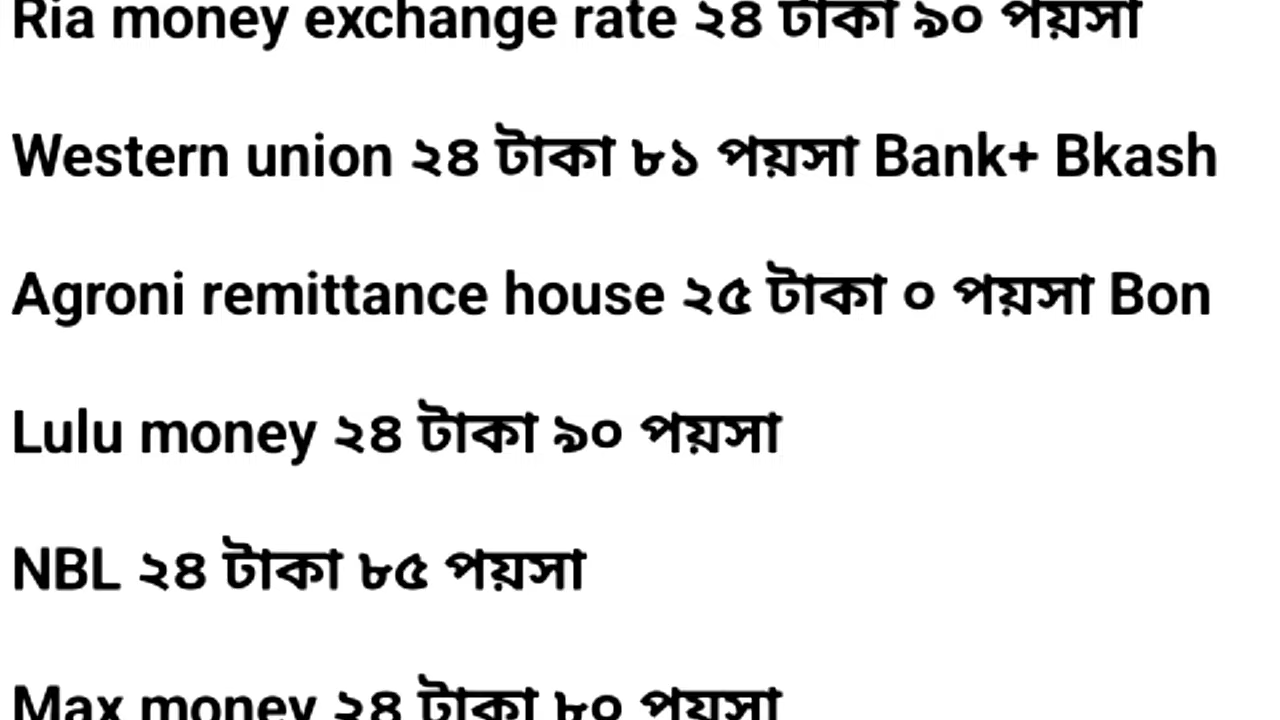 Ria money exchange rate ২৪ টাকা ৯০ পয়সা
Western union ২৪ টাকা ৮১ পয়সা Bank+ Bkash
Agroni remittance house ২৫ টাকা ০ পয়সা Bon
Lulu money ২৪ টাকা ৯০ পয়সা
NBL ২৪ টাকা ৮৫ পয়সা
Max money ২৪ টাকা ৮০ পয়সা